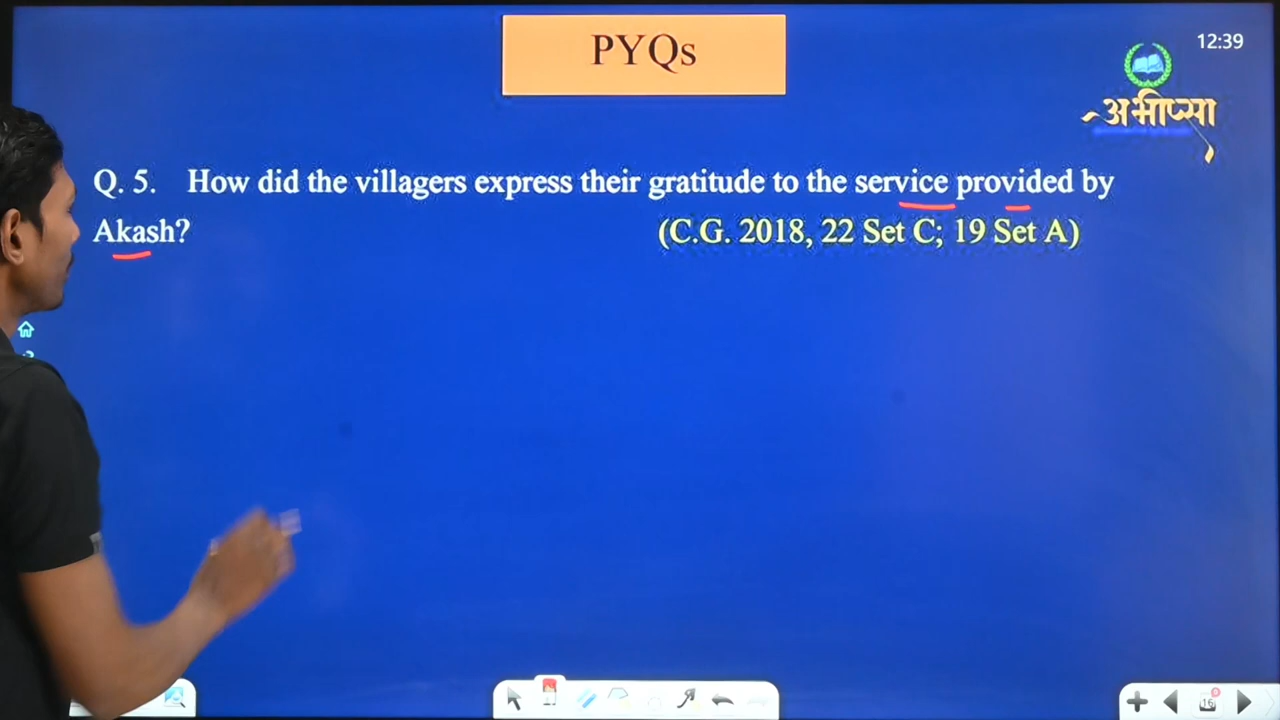 PYQs
12:39
अभीप्सा
Q. 5. How did the villagers express their gratitude to the service provided by
Akash?
(C.G. 2018, 22 Set C; 19 Set A)
16